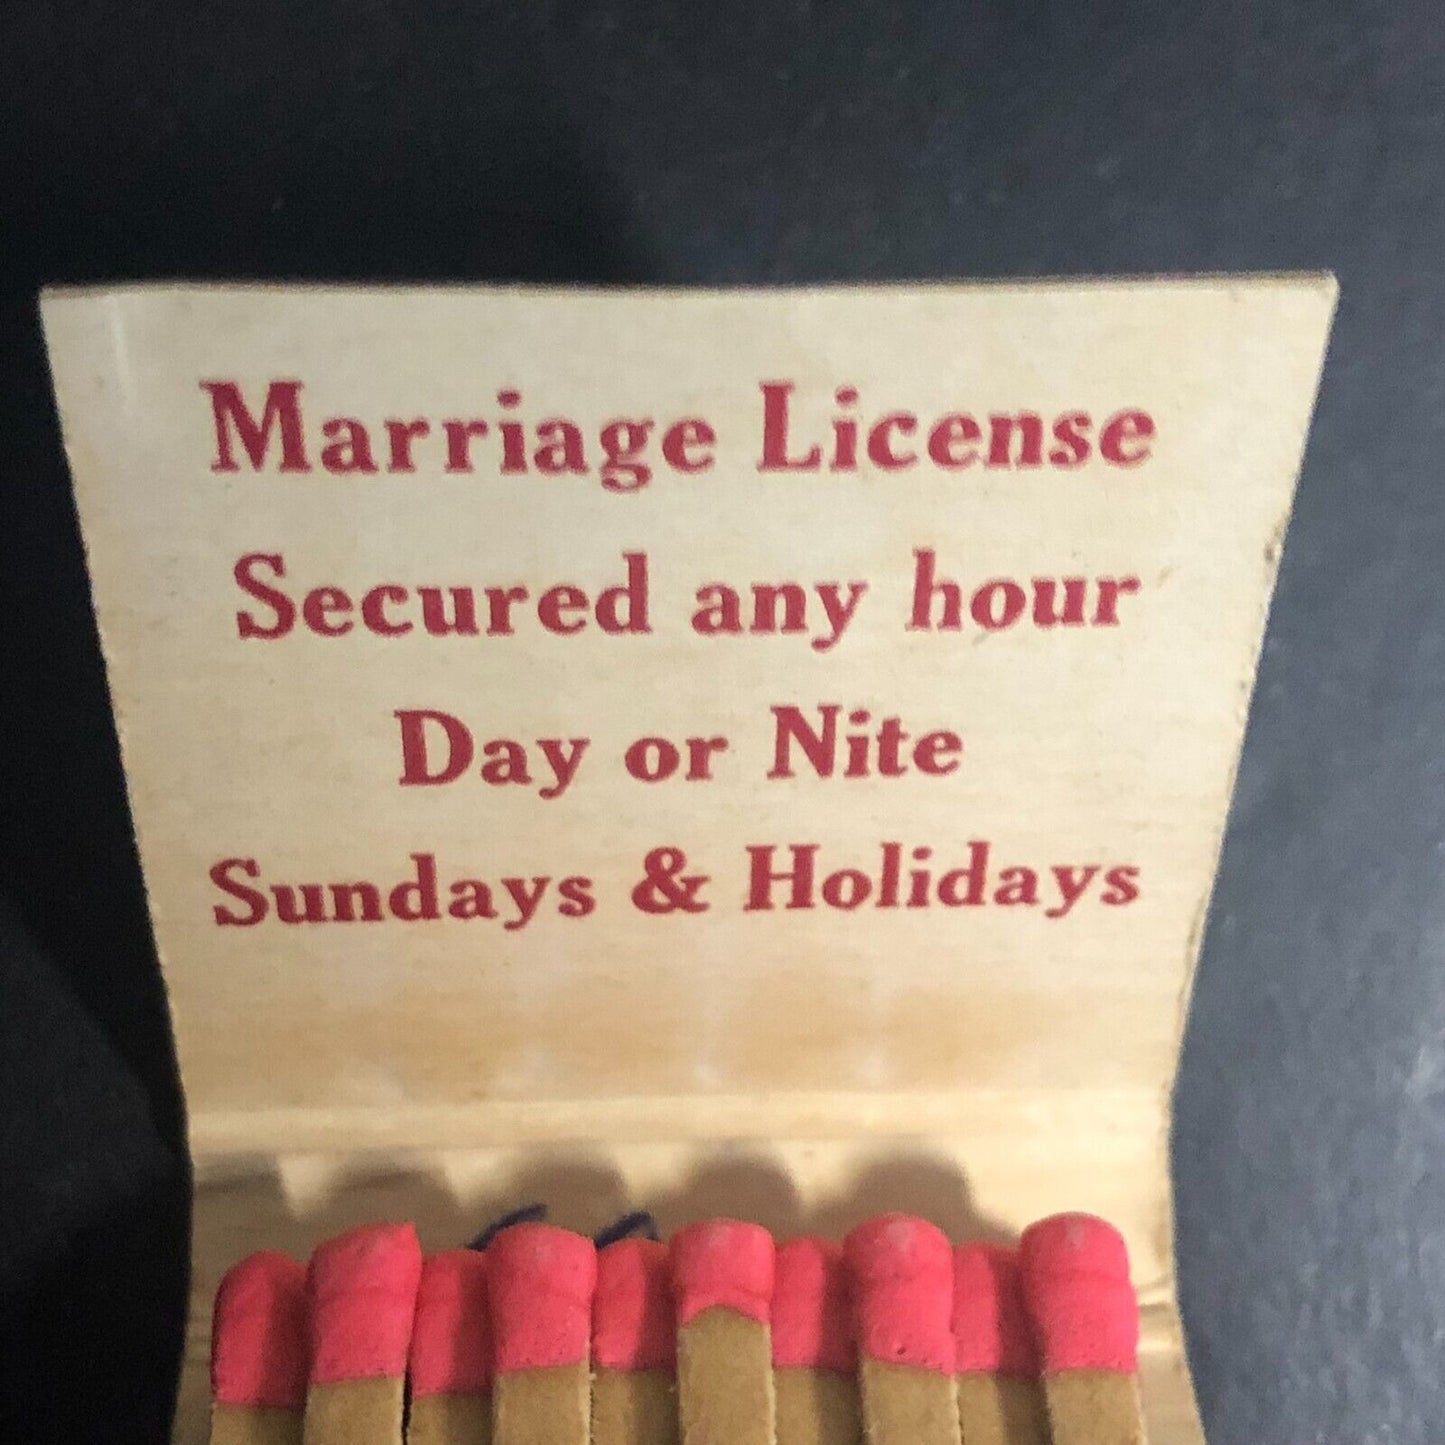 Marriage License
Secured any hour
Day or Nite
Sundays & Holidays